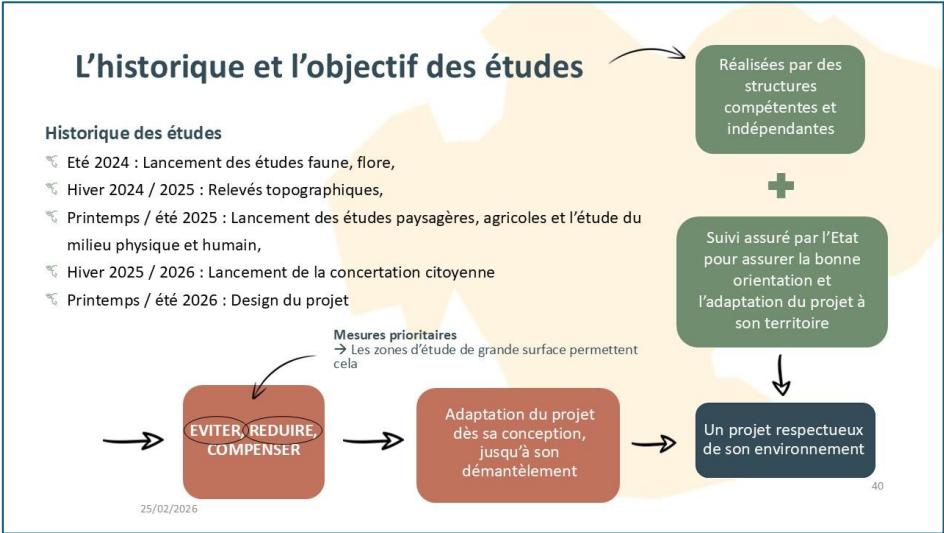 L’historique et l’objectif des études
Réalisées par des
structures
compétentes et
indépendantes
Historique des études
Eté 2024 : Lancement des études faune, flore,
Hiver 2024 / 2025 : Relevés topographiques,
Printemps / été 2025 : Lancement des études paysagères, agricoles et l’étude du
milieu physique et humain,
Hiver 2025 / 2026 : Lancement de la concertation citoyenne
Printemps / été 2026 : Design du projet
Suivi assuré par l’Etat
pour assurer la bonne
orientation et
l’adaptation du projet à
son territoire
Mesures prioritaires
→ Les zones d’étude de grande surface permettent
cela
EVITER, REDUIRE,
COMPENSER
Adaptation du projet
dès sa conception,
jusqu’à son
démantèlement
Un projet respectueux
de son environnement
25/02/2026
40